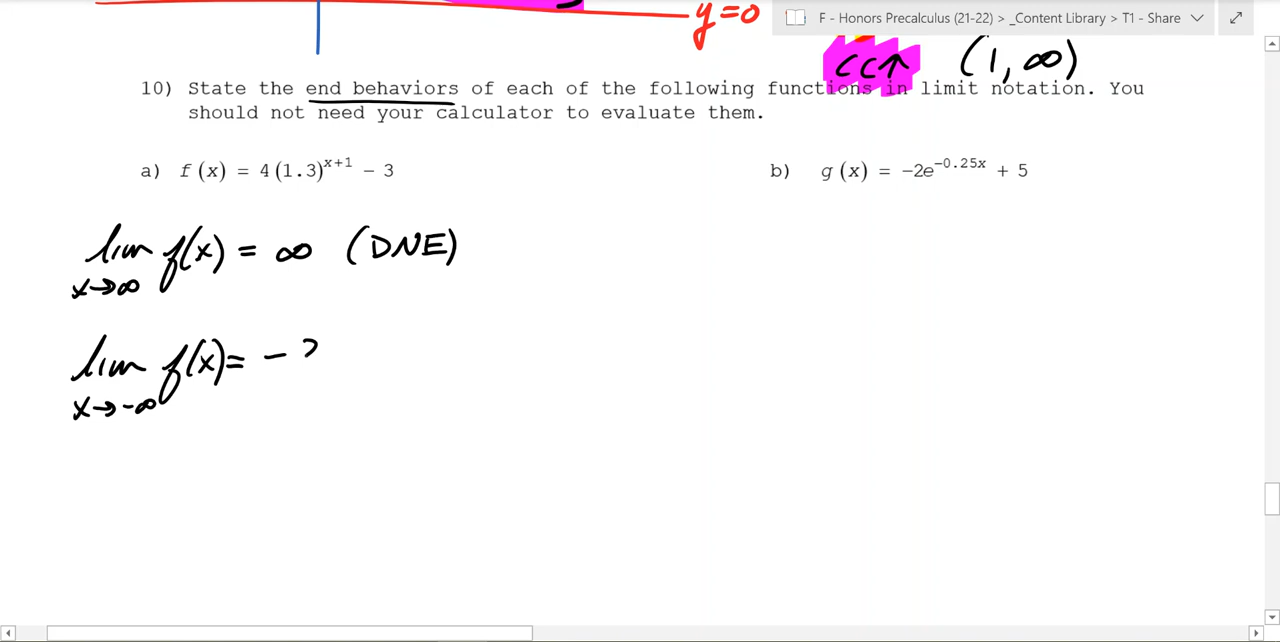 y=0
F - Honors Precalculus (21-22) > _Content Library > T1 - Share
CC↑ (1, ∞)
10) State the end behaviors of each of the following functions in limit notation. You
should not need your calculator to evaluate them.
a) f(x) = 4(1.3)^{x+1} - 3
b) g(x) = -2e^{-0.25x} + 5
lim f(x) = ∞ (DNE)
x→∞
lim f(x) = -
x→-∞